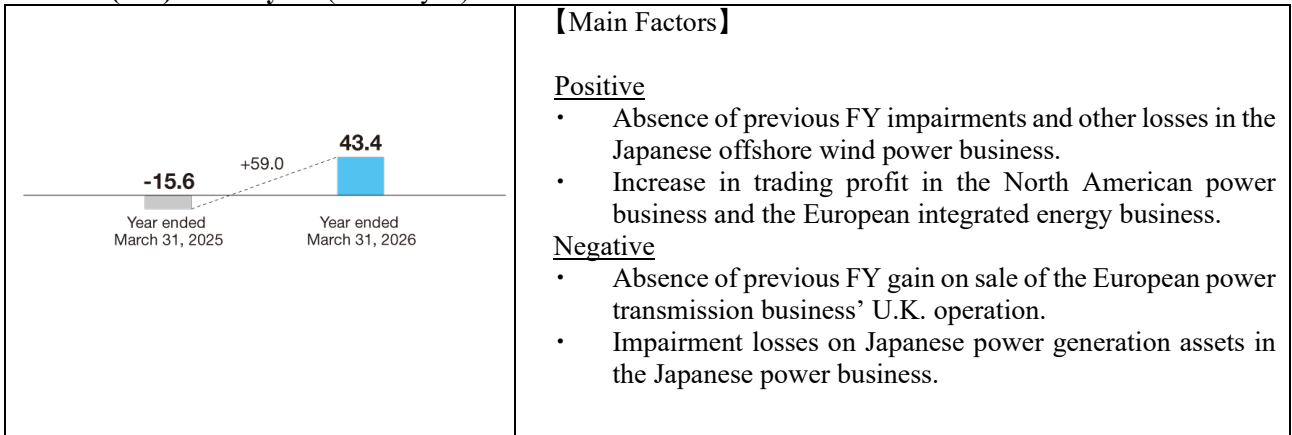 43.4
+59.0
-15.6
Year ended
March 31, 2025
Year ended
March 31, 2026
【Main Factors】
Positive
・ Absence of previous FY impairments and other losses in the
Japanese offshore wind power business.
・ Increase in trading profit in the North American power
business and the European integrated energy business.
Negative
・ Absence of previous FY gain on sale of the European power
transmission business’ U.K. operation.
・ Impairment losses on Japanese power generation assets in
the Japanese power business.